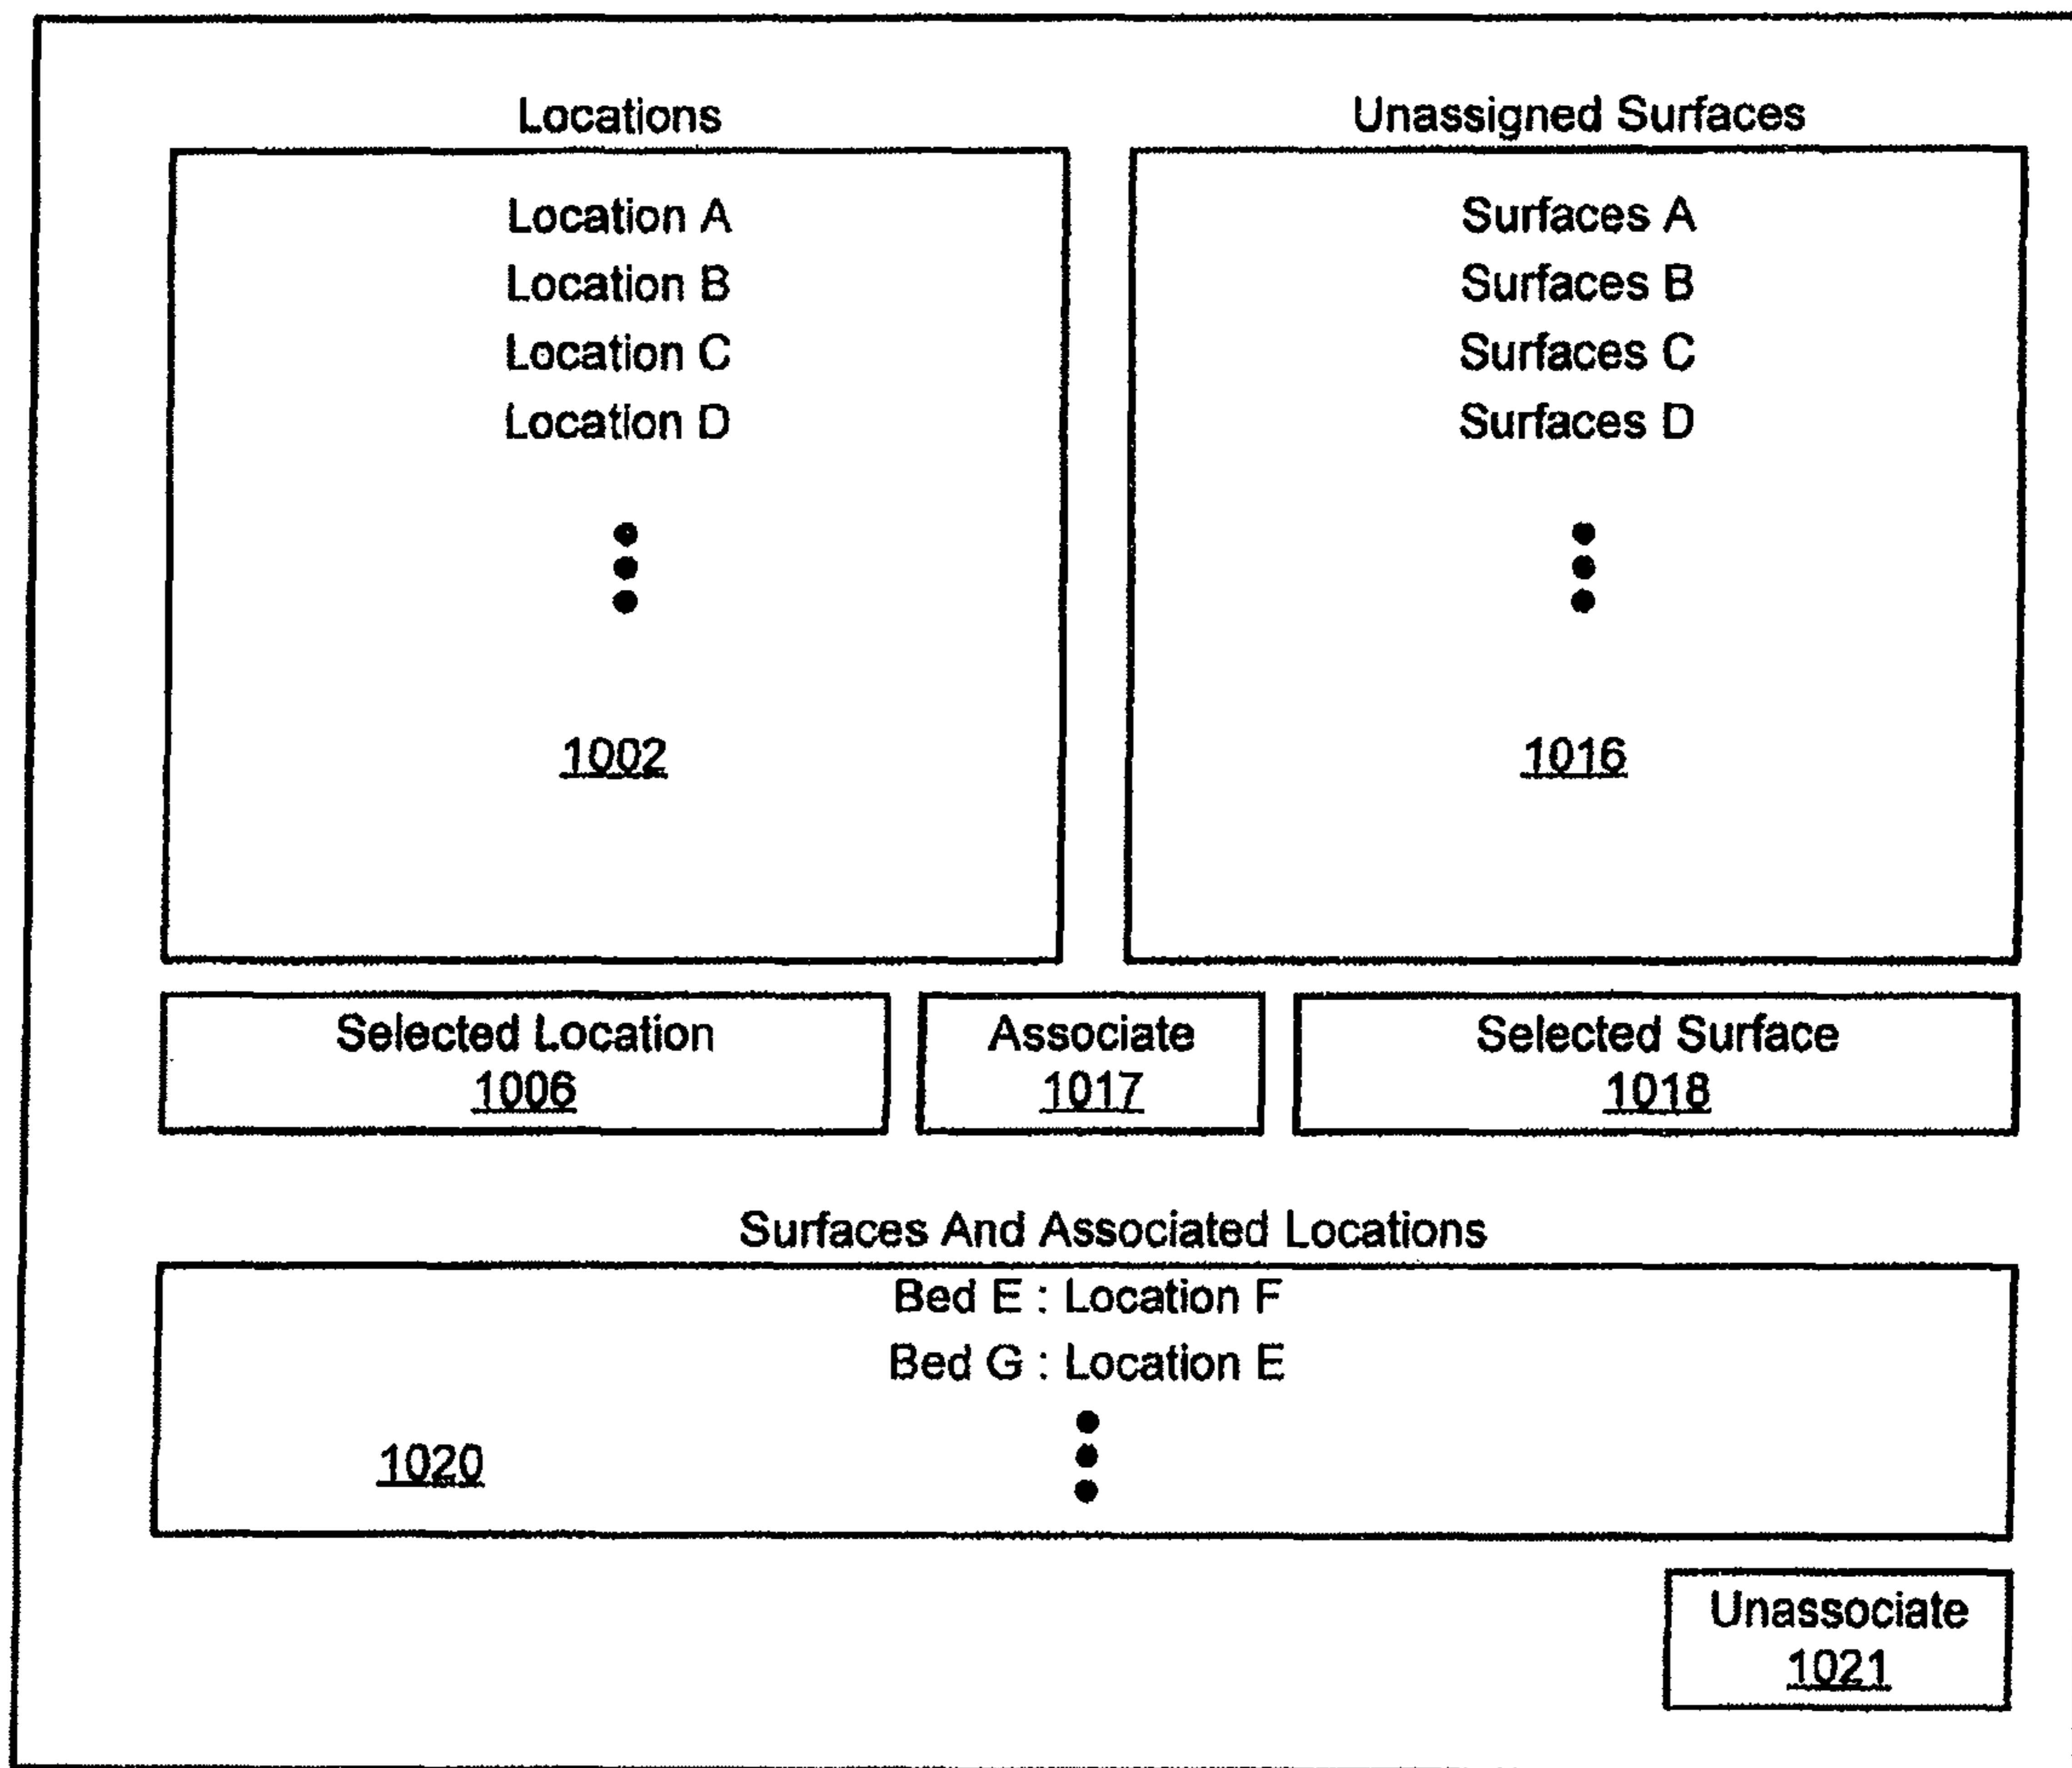 Locations
Location A
Location B
Location C
Location D
1002
Unassigned Surfaces
Surfaces A
Surfaces B
Surfaces C
Surfaces D
1016
Selected Location
1006
Associate
1017
Selected Surface
1018
Surfaces And Associated Locations
Bed E : Location F
Bed G : Location E
1020
Unassociate
1021